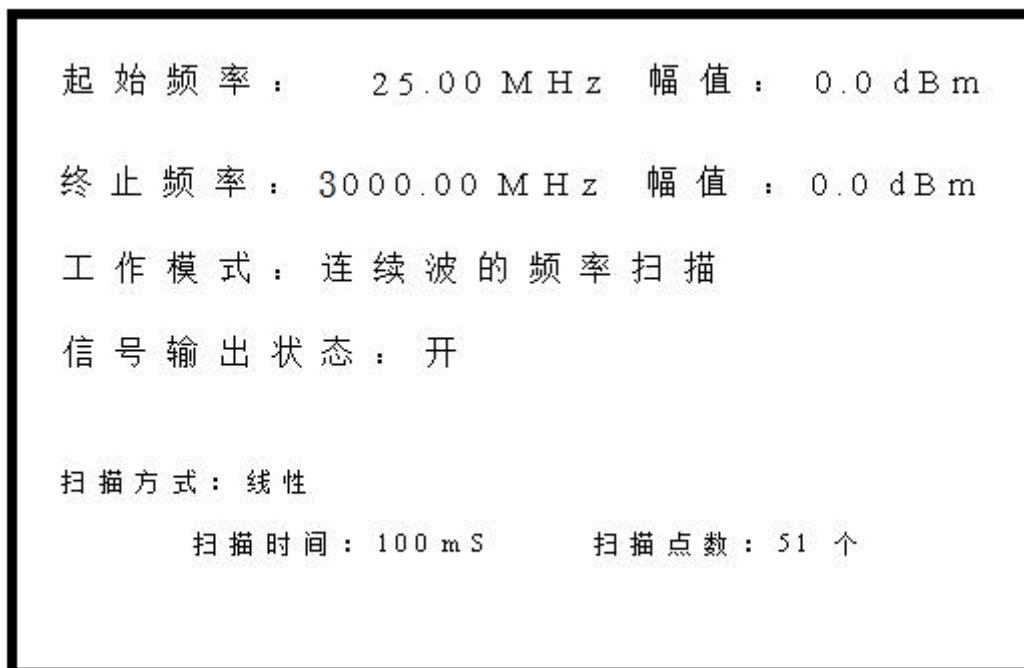 起始频率： 25.00 MHz 幅值： 0.0 dBm
终止频率：3000.00 MHz 幅值：0.0 dBm
工作模式：连续波的频率扫描
信号输出状态：开
扫描方式：线性
扫描时间：100 mS 扫描点数：51 个